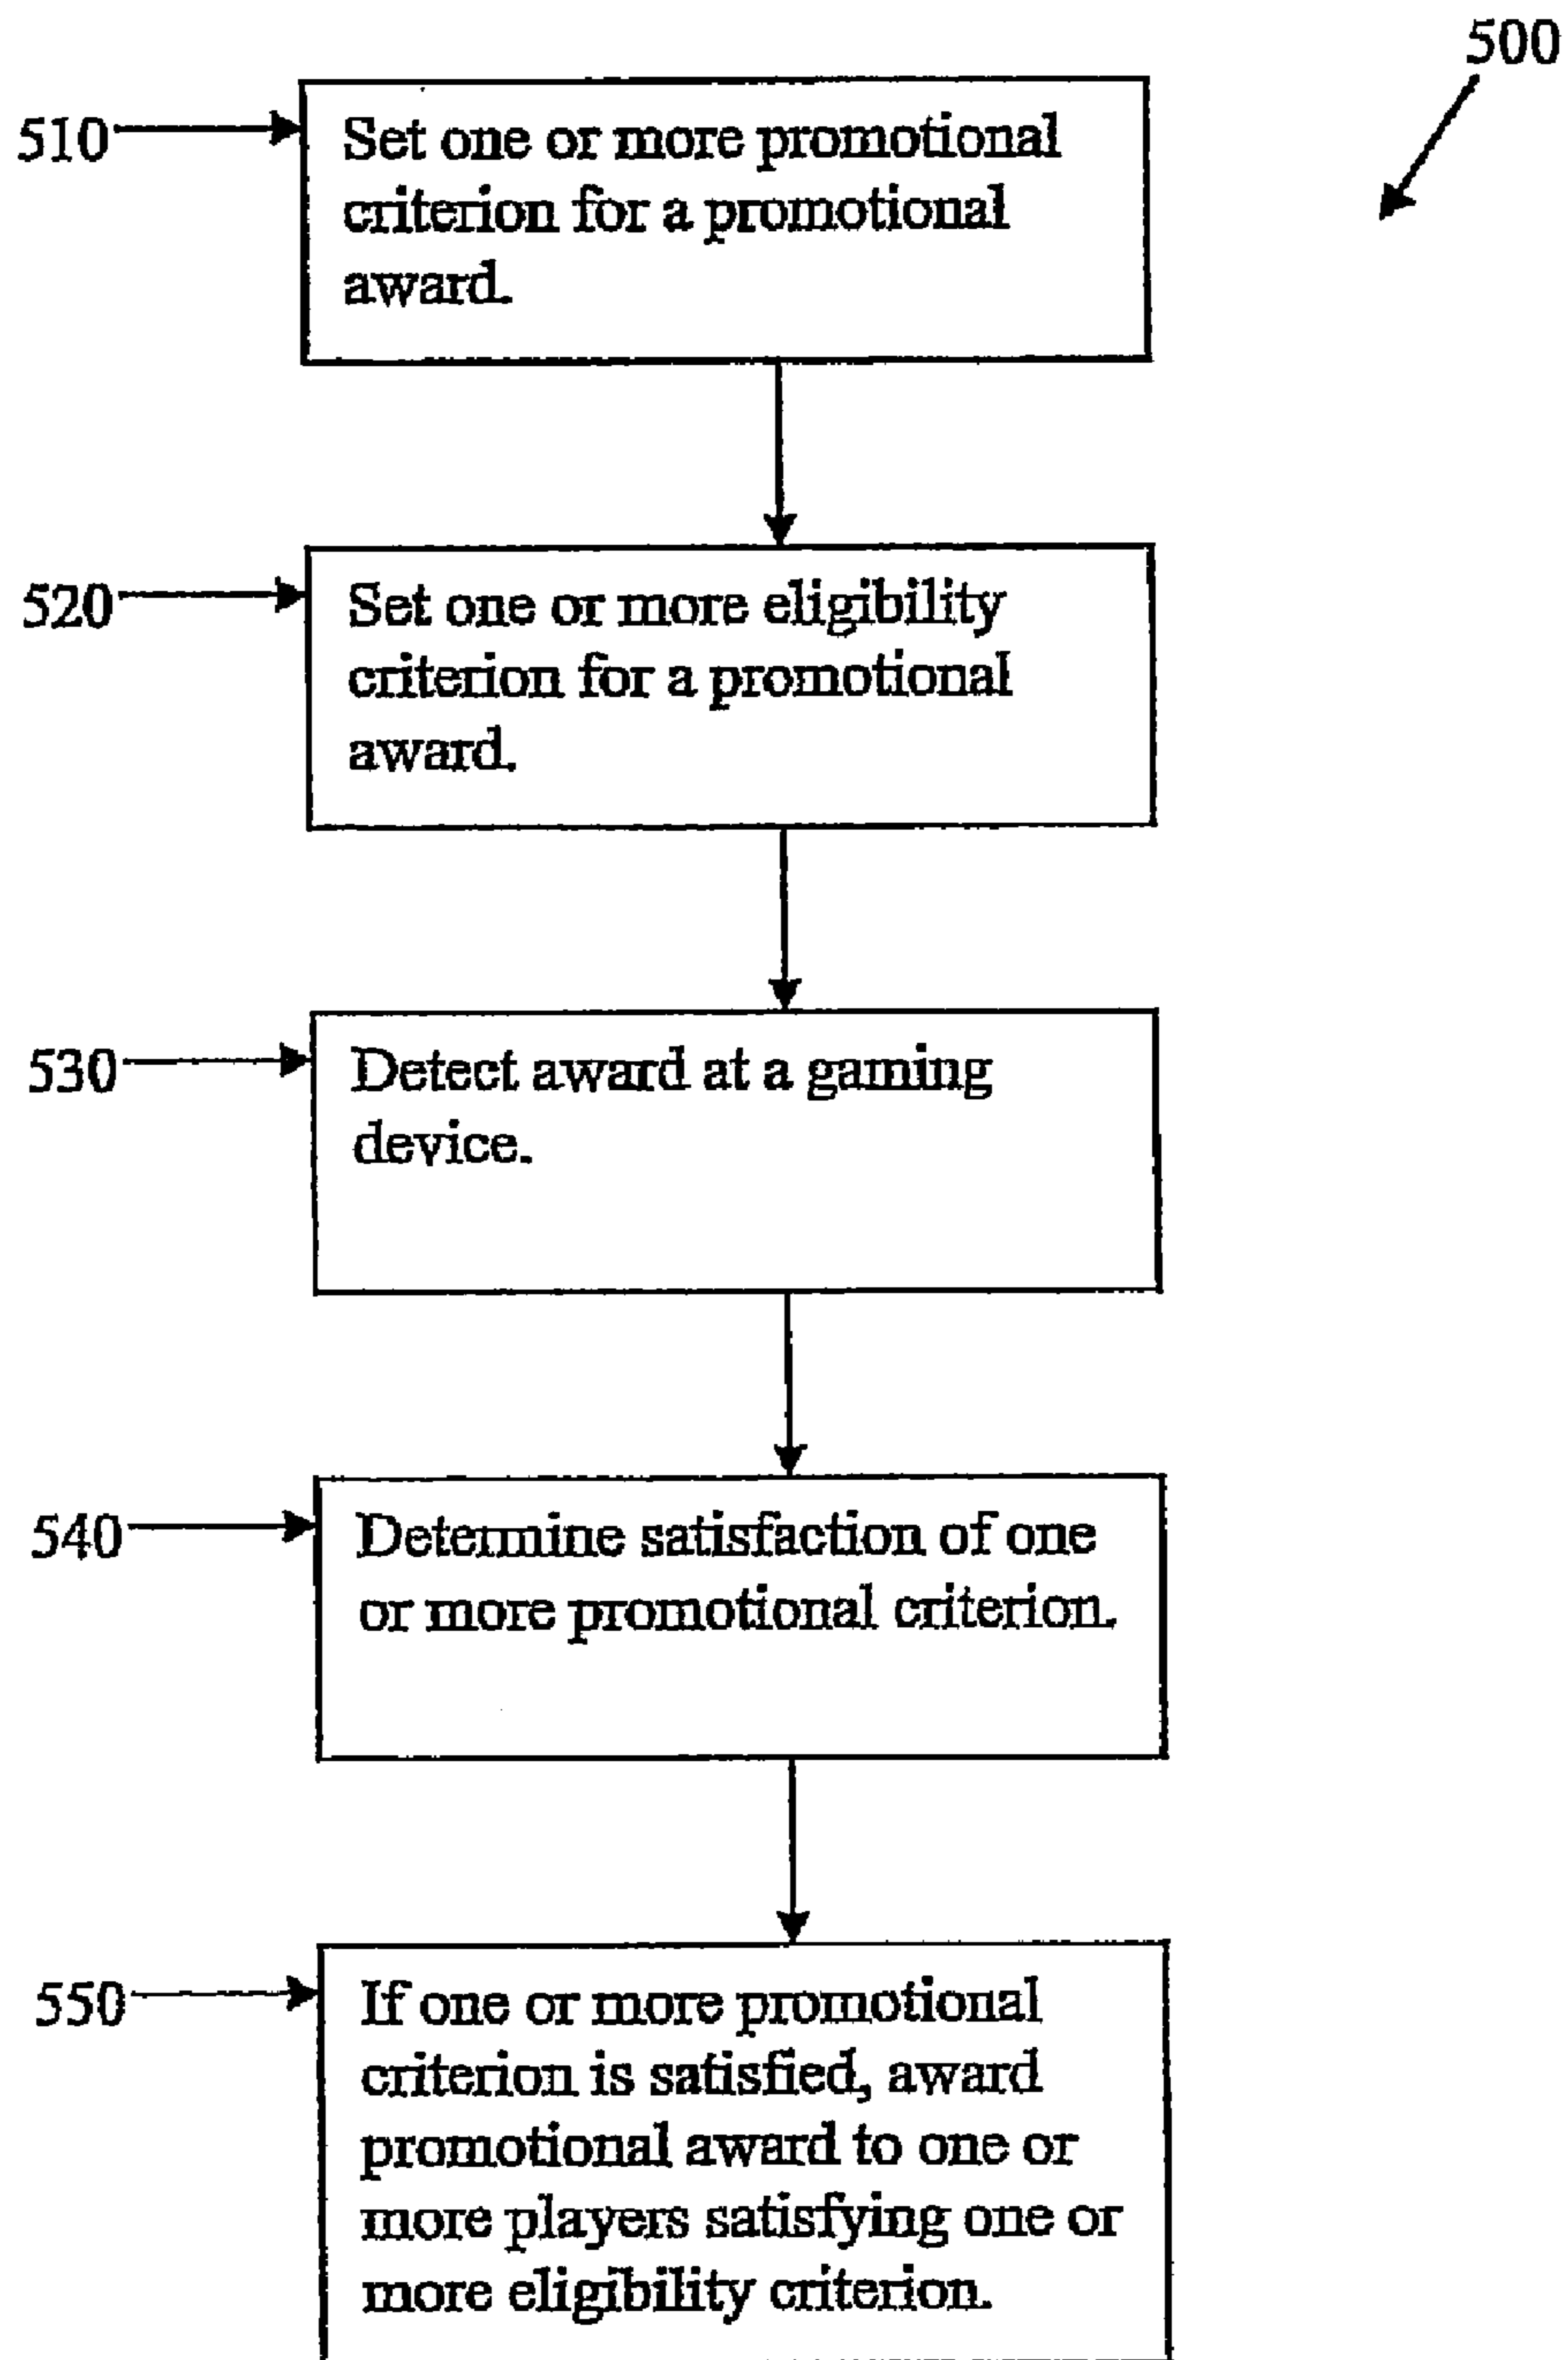 500
510
Set one or more promotional
criterion for a promotional
award.
520
Set one or more eligibility
criterion for a promotional
award.
530
Detect award at a gaming
device.
540
Determine satisfaction of one
or more promotional criterion.
550
If one or more promotional
criterion is satisfied, award
promotional award to one or
more players satisfying one or
more eligibility criterion.